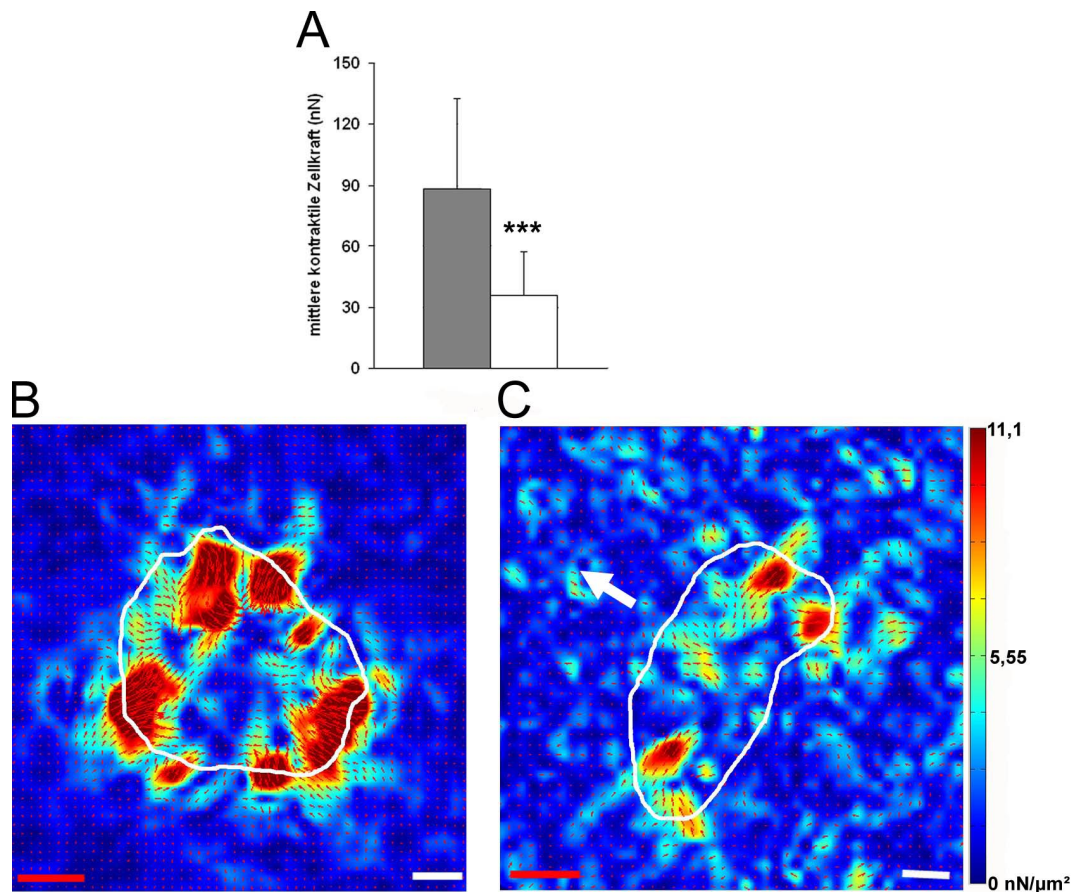 A
mittlere kontraktile Zellkraft (nN)
150
120
90
60
30
0
***
B
C
11,1
5,55
0 nN/µm²